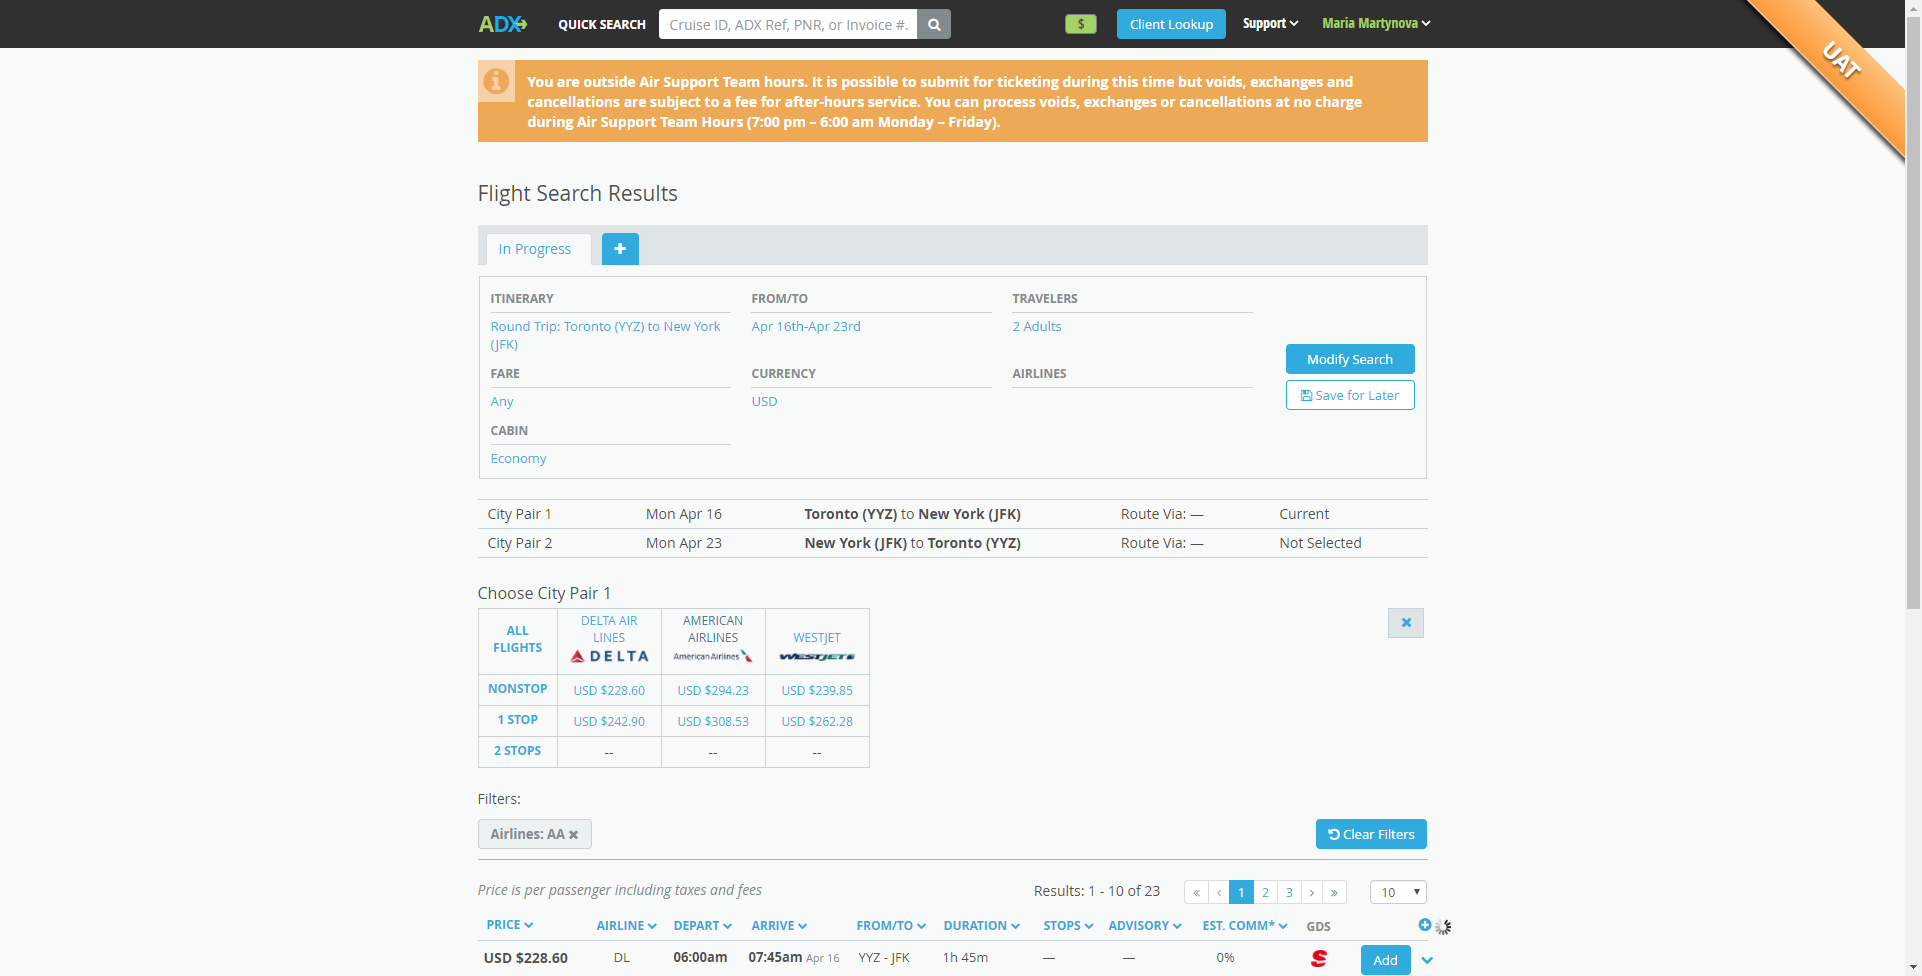 ADX
QUICK SEARCH
Cruise ID, ADX Ref, PNR, or Invoice #.
$
Client Lookup
Support
Maria Martynova
UAT
You are outside Air Support Team hours. It is possible to submit for ticketing during this time but voids, exchanges and
cancellations are subject to a fee for after-hours service. You can process voids, exchanges or cancellations at no charge
during Air Support Team Hours (7:00 pm – 6:00 am Monday – Friday).
Flight Search Results
In Progress
ITINERARY FROM/TO TRAVELERS
Round Trip: Toronto (YYZ) to New York Apr 16th-Apr 23rd 2 Adults
(JFK)
Modify Search
FARE CURRENCY AIRLINES
Save for Later
Any USD
CABIN
Economy
City Pair 1 Mon Apr 16 Toronto (YYZ) to New York (JFK) Route Via: — Current
City Pair 2 Mon Apr 23 New York (JFK) to Toronto (YYZ) Route Via: — Not Selected
Choose City Pair 1
ALL FLIGHTS
DELTA AIR LINES
DELTA
AMERICAN AIRLINES
American Airlines
WESTJET
WESTJET
NONSTOP USD $228.60 USD $294.23 USD $239.85
1 STOP USD $242.90 USD $308.53 USD $262.28
2 STOPS -- -- --
Filters:
Airlines: AA
Clear Filters
Price is per passenger including taxes and fees
Results: 1 - 10 of 23 « ‹ 1 2 3 › » 10
PRICE AIRLINE DEPART ARRIVE FROM/TO DURATION STOPS ADVISORY EST. COMM* GDS
USD $228.60 DL 06:00am 07:45am Apr 16 YYZ - JFK 1h 45m — — 0% S Add